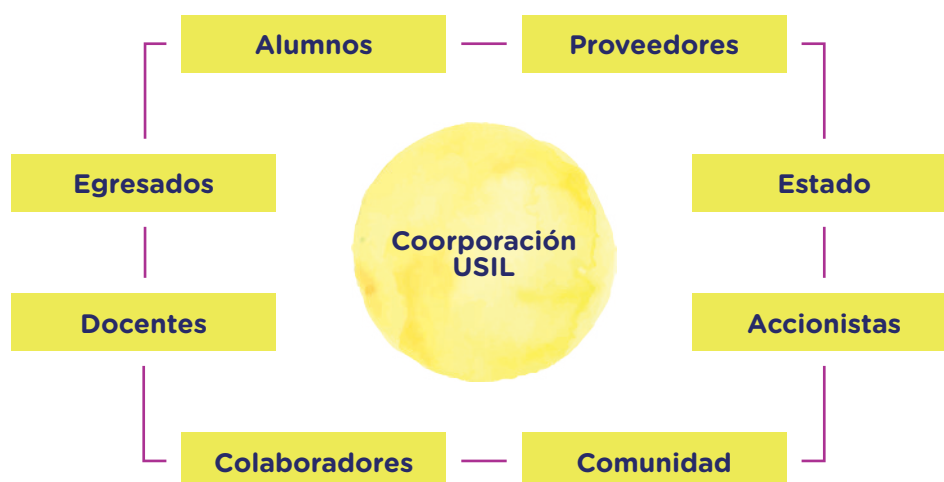 Alumnos
Proveedores
Egresados
Estado
Coorporación
USIL
Docentes
Accionistas
Colaboradores
Comunidad